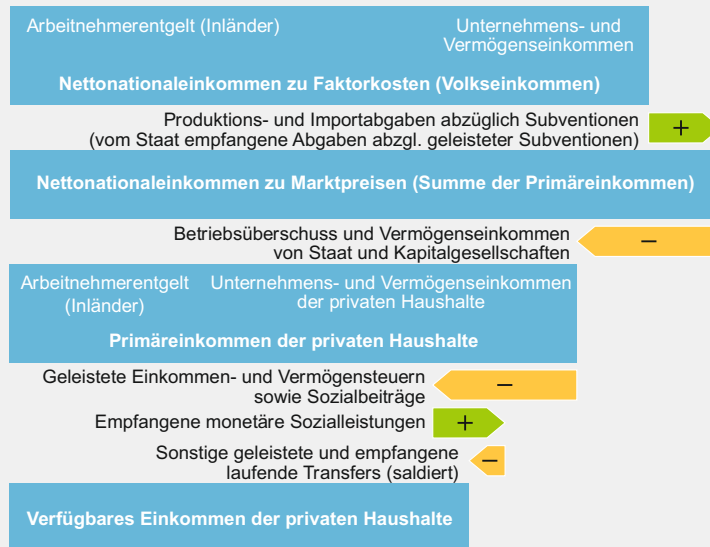 Arbeitnehmerentgelt (Inländer)
Unternehmens- und
Vermögenseinkommen
Nettonationaleinkommen zu Faktorkosten (Volkseinkommen)
Produktions- und Importabgaben abzüglich Subventionen
(vom Staat empfangene Abgaben abzgl. geleisteter Subventionen)
+
Nettonationaleinkommen zu Marktpreisen (Summe der Primäreinkommen)
Betriebsüberschuss und Vermögenseinkommen
von Staat und Kapitalgesellschaften
−
Arbeitnehmerentgelt
(Inländer)
Unternehmens- und Vermögenseinkommen
der privaten Haushalte
Primäreinkommen der privaten Haushalte
Geleistete Einkommen- und Vermögensteuern
sowie Sozialbeiträge
−
Empfangene monetäre Sozialleistungen
+
Sonstige geleistete und empfangene
laufende Transfers (saldiert)
−
Verfügbares Einkommen der privaten Haushalte